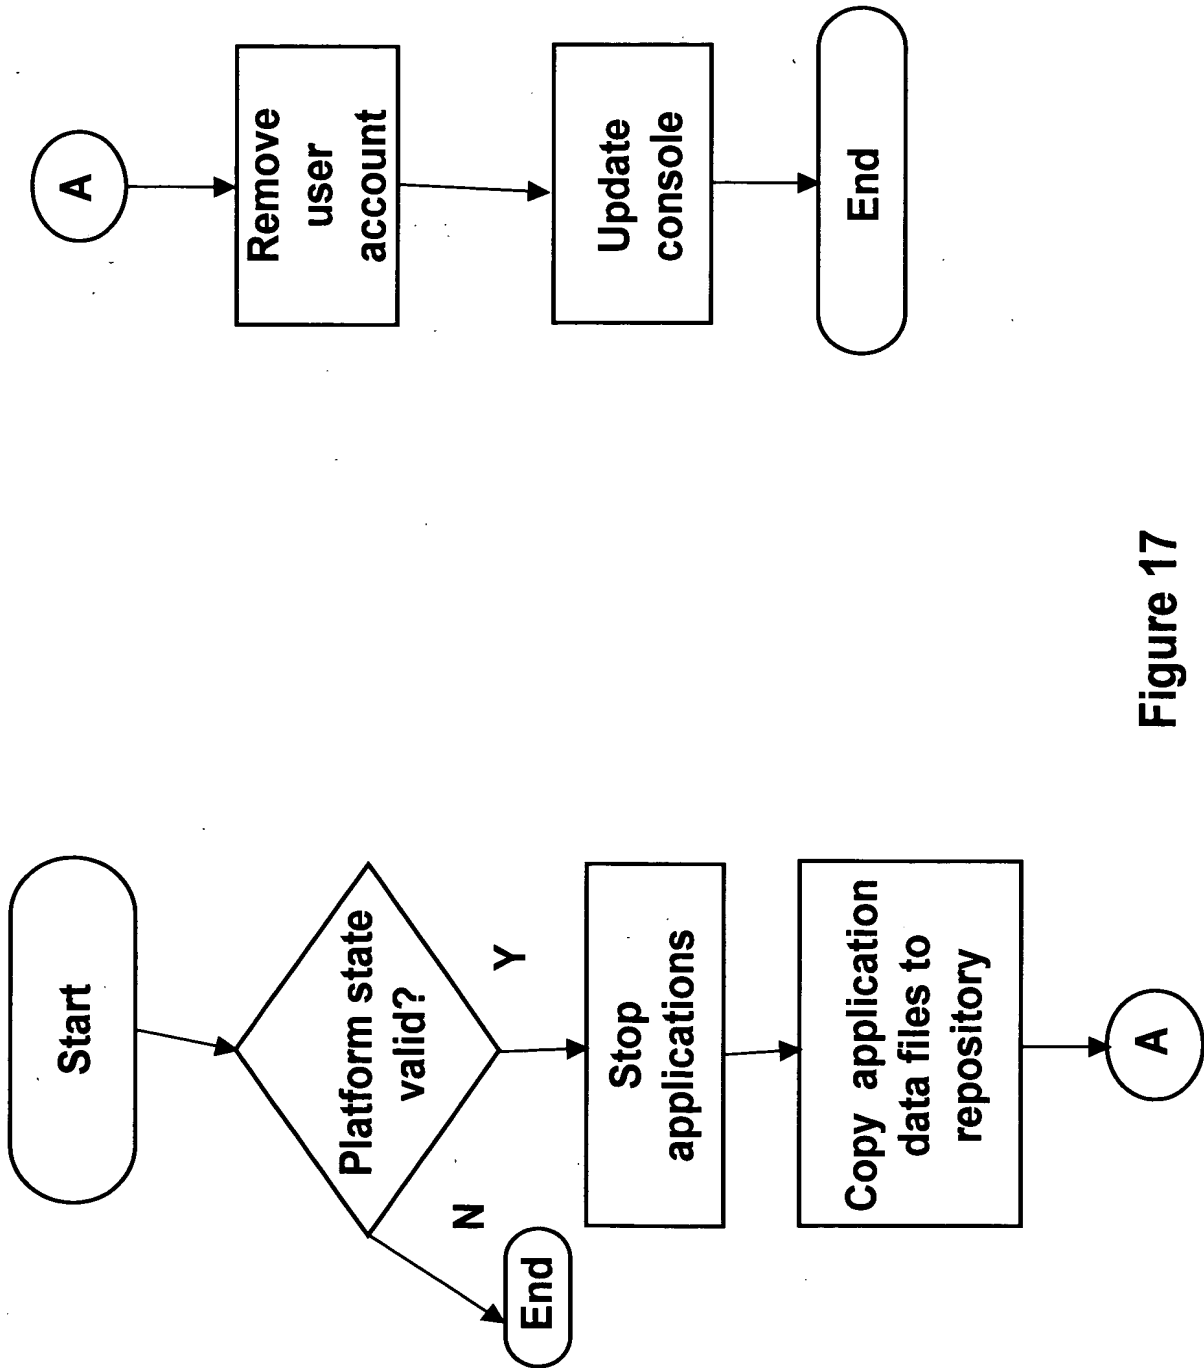 Start
Platform state
valid?
N
Y
End
Stop
applications
Copy application
data files to
repository
A
A
Remove
user
account
Update
console
End
Figure 17